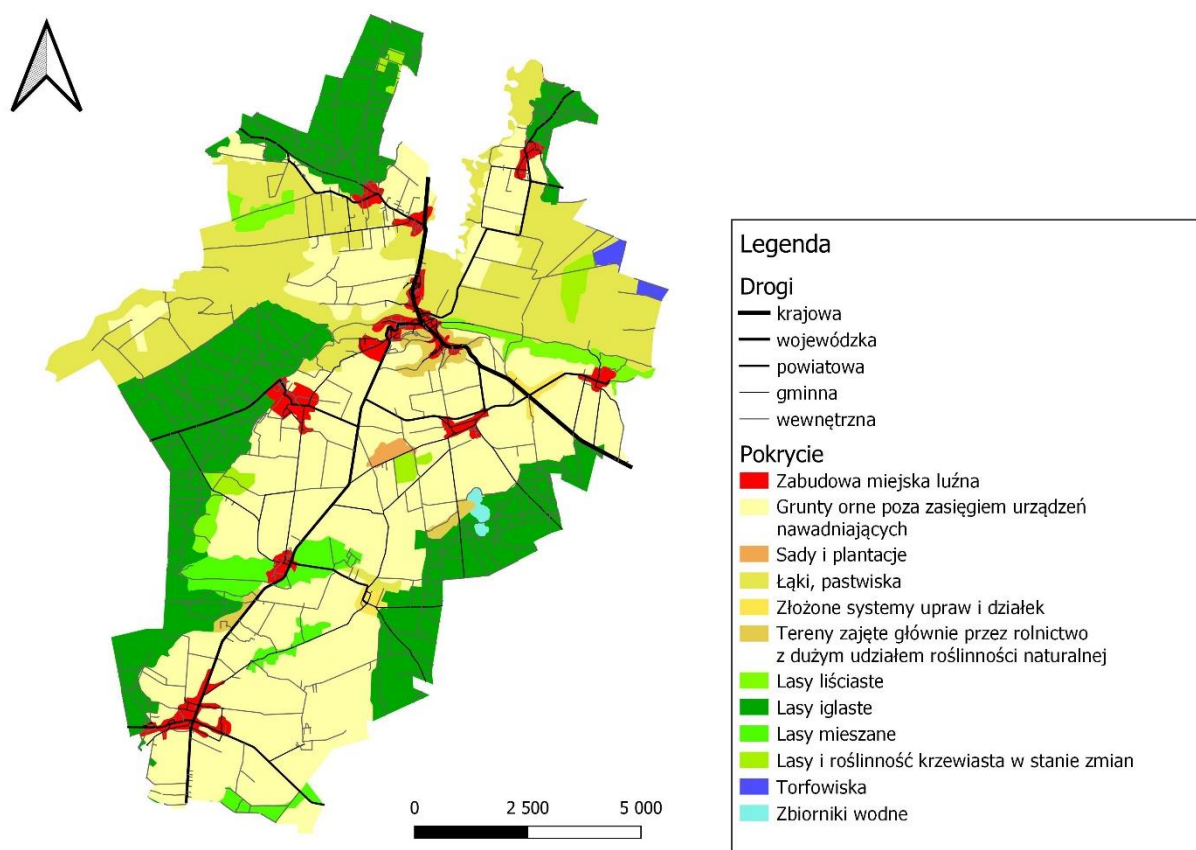 Legenda
Drogi
krajowa
wojewódzka
powiatowa
gminna
wewnętrzna
Pokrycie
Zabudowa miejska luźna
Grunty orne poza zasięgiem urządzeń
nawadniających
Sady i plantacje
Łąki, pastwiska
Złożone systemy upraw i działek
Tereny zajęte głównie przez rolnictwo
z dużym udziałem roślinności naturalnej
Lasy liściaste
Lasy iglaste
Lasy mieszane
Lasy i roślinność krzewiasta w stanie zmian
Torfowiska
Zbiorniki wodne
0 2 500 5 000